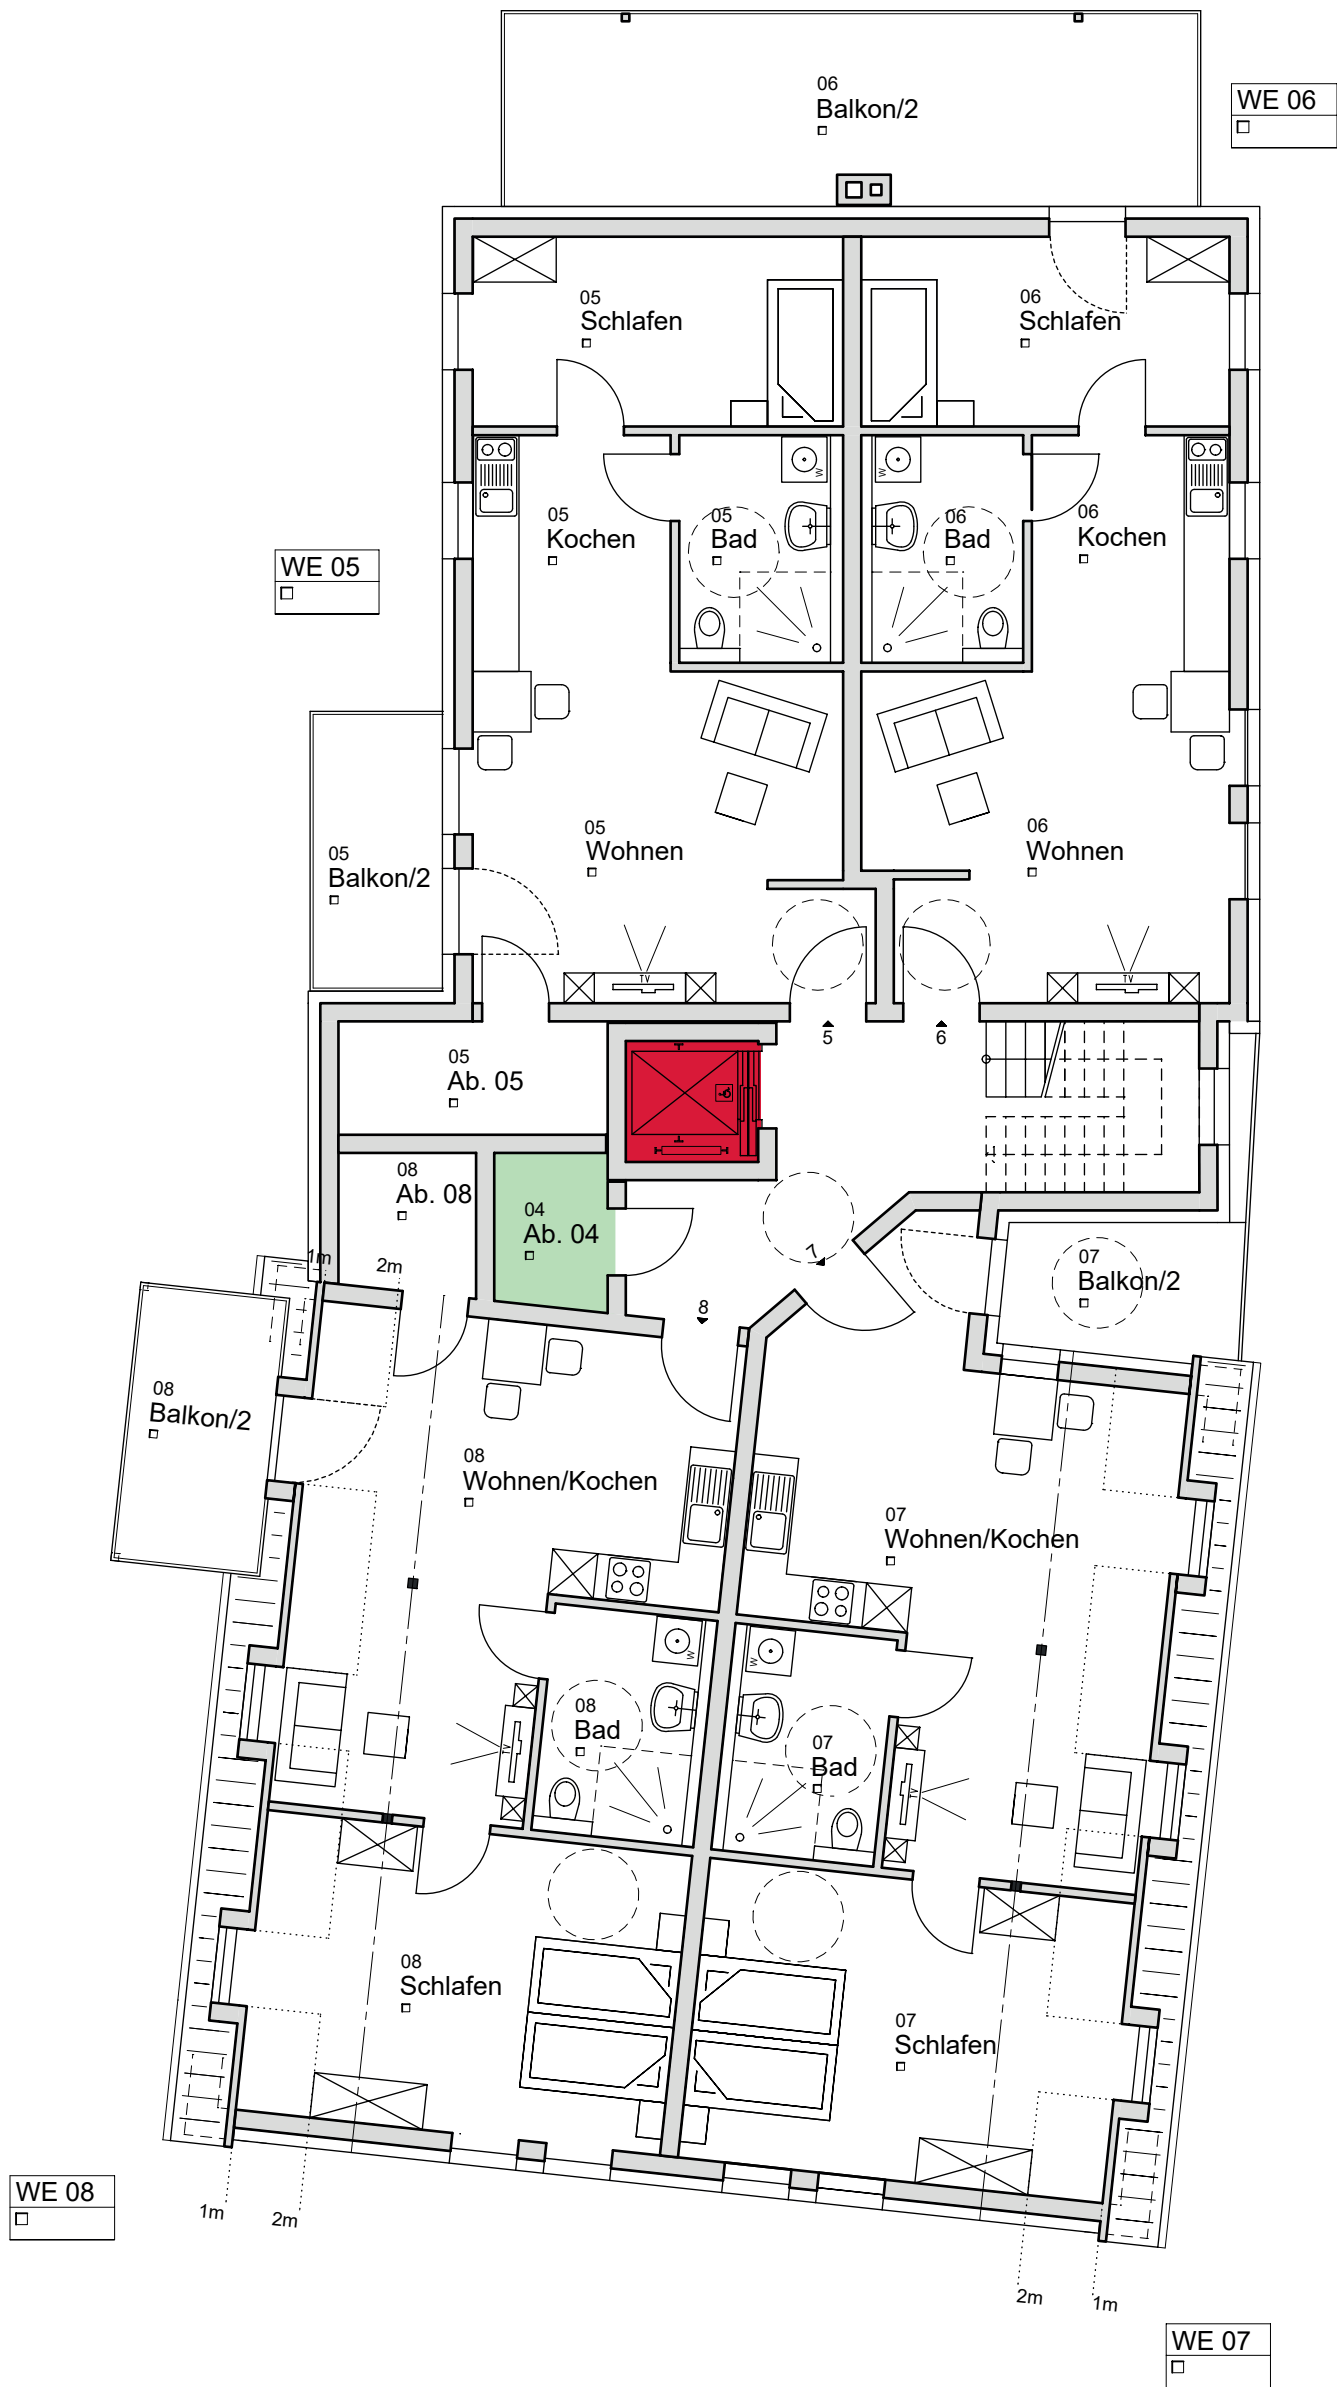 06
Balkon/2
WE 06
05
Schlafen
06
Schlafen
W
W
05
Kochen
05
Bad
06
Bad
06
Kochen
WE 05
05
Wohnen
06
Wohnen
05
Balkon/2
TV
TV
5
6
05
Ab. 05
08
Ab. 08
04
Ab. 04
1m
2m
7
07
Balkon/2
8
08
Balkon/2
08
Wohnen/Kochen
07
Wohnen/Kochen
W
W
08
Bad
07
Bad
TV
TV
08
Schlafen
07
Schlafen
WE 08
1m
2m
2m
1m
WE 07